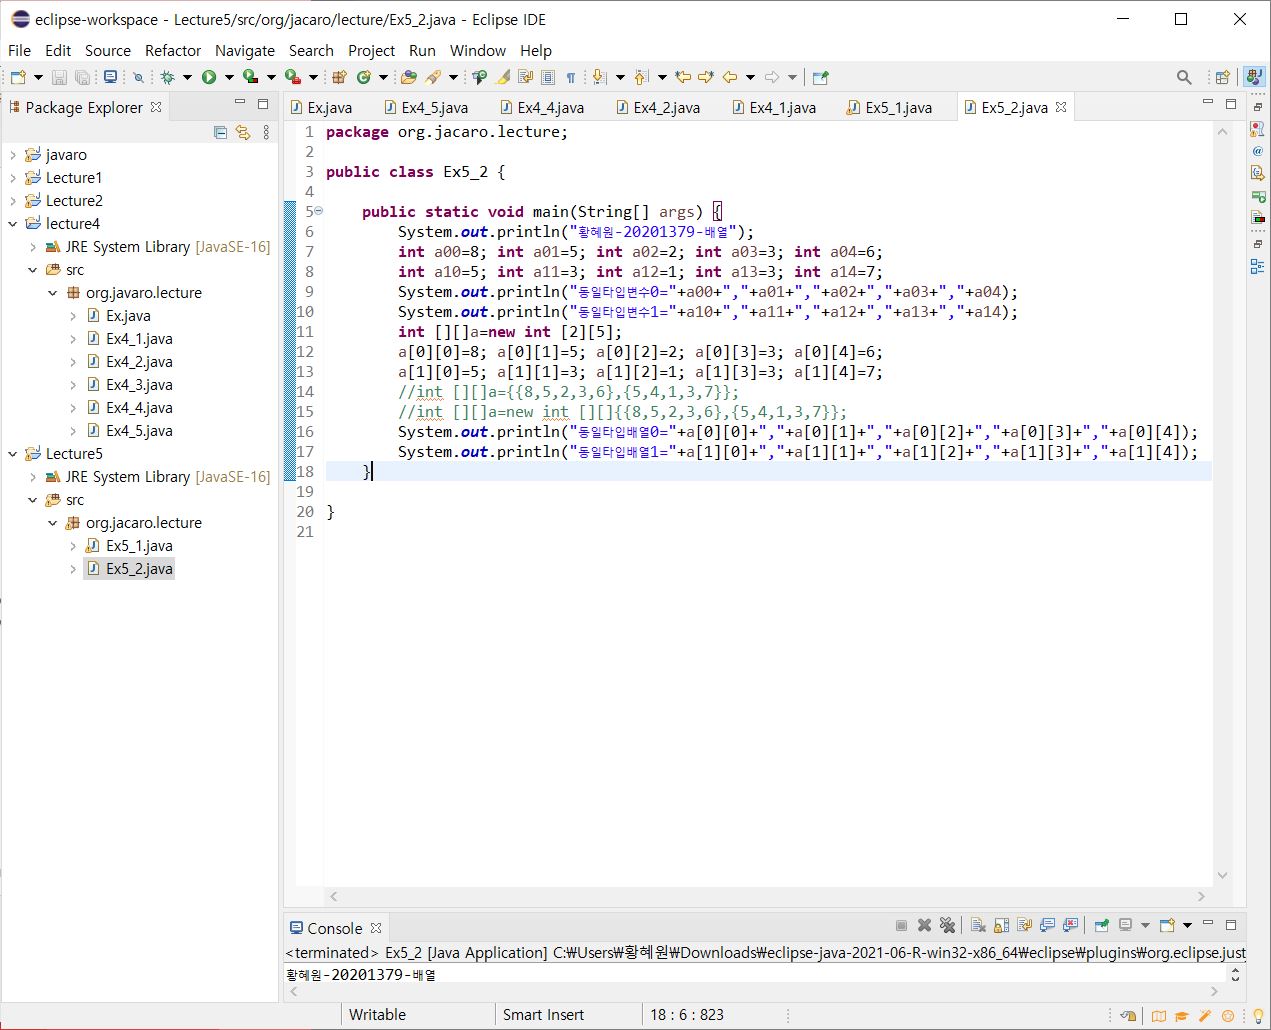 eclipse-workspace - Lecture5/src/org/jacaro/lecture/Ex5_2.java - Eclipse IDE
File Edit Source Refactor Navigate Search Project Run Window Help
Package Explorer
javaro
Lecture1
Lecture2
lecture4
JRE System Library [JavaSE-16]
src
org.javaro.lecture
Ex.java
Ex4_1.java
Ex4_2.java
Ex4_3.java
Ex4_4.java
Ex4_5.java
Lecture5
JRE System Library [JavaSE-16]
src
org.jacaro.lecture
Ex5_1.java
Ex5_2.java
Ex.java Ex4_5.java Ex4_4.java Ex4_2.java Ex4_1.java Ex5_1.java Ex5_2.java
1 package org.jacaro.lecture;
2
3 public class Ex5_2 {
4
5 public static void main(String[] args) {
6 System.out.println("황혜원-20201379-배열");
7 int a00=8; int a01=5; int a02=2; int a03=3; int a04=6;
8 int a10=5; int a11=3; int a12=1; int a13=3; int a14=7;
9 System.out.println("동일타입변수0="+a00+","+a01+","+a02+","+a03+","+a04);
10 System.out.println("동일타입변수1="+a10+","+a11+","+a12+","+a13+","+a14);
11 int [][]a=new int [2][5];
12 a[0][0]=8; a[0][1]=5; a[0][2]=2; a[0][3]=3; a[0][4]=6;
13 a[1][0]=5; a[1][1]=3; a[1][2]=1; a[1][3]=3; a[1][4]=7;
14 //int [][]a={{8,5,2,3,6},{5,4,1,3,7}};
15 //int [][]a=new int [][]{{8,5,2,3,6},{5,4,1,3,7}};
16 System.out.println("동일타입배열0="+a[0][0]+","+a[0][1]+","+a[0][2]+","+a[0][3]+","+a[0][4]);
17 System.out.println("동일타입배열1="+a[1][0]+","+a[1][1]+","+a[1][2]+","+a[1][3]+","+a[1][4]);
18 }
19
20 }
21
Console
<terminated> Ex5_2 [Java Application] C:₩Users₩황혜원₩Downloads₩eclipse-java-2021-06-R-win32-x86_64₩eclipse₩plugins₩org.eclipse.just
황혜원-20201379-배열
Writable Smart Insert 18 : 6 : 823